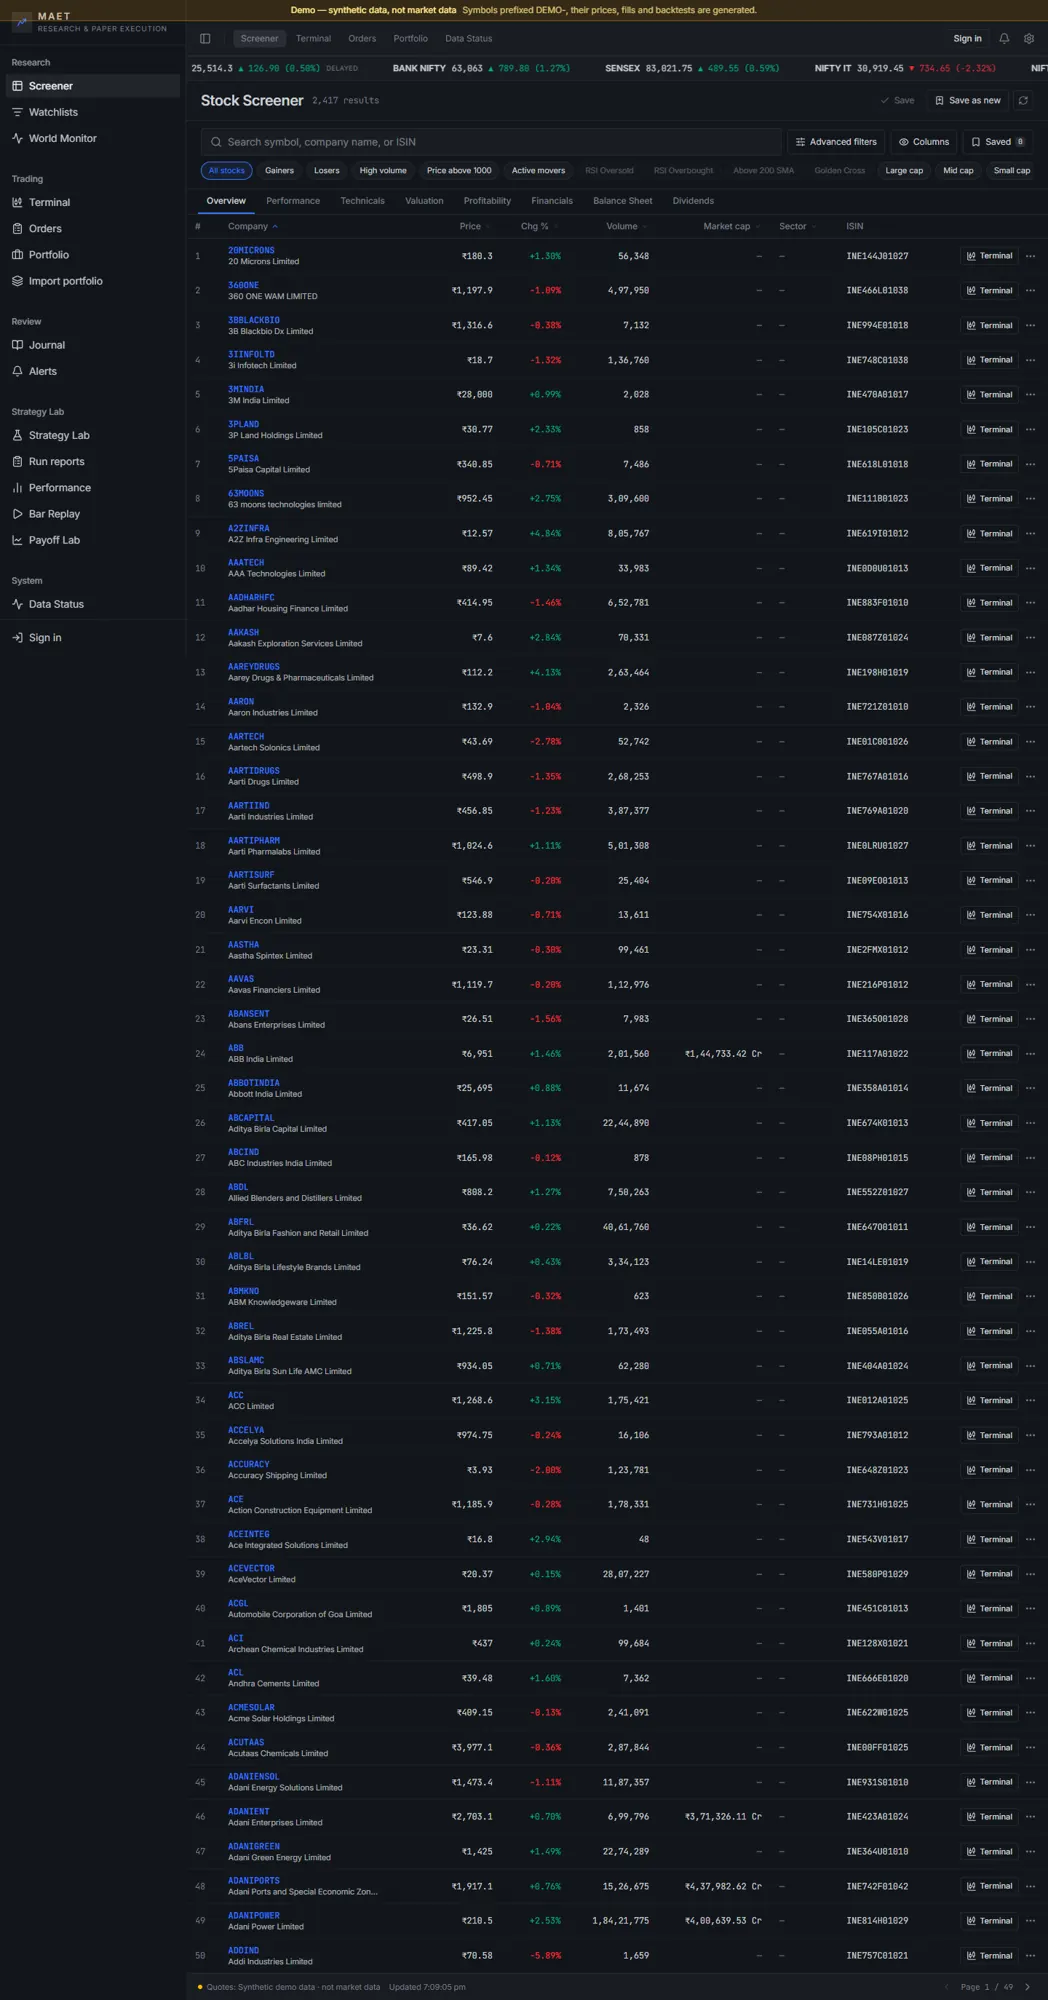 Demo — synthetic data, not market data Symbols prefixed DEMO-, their prices, fills and backtests are generated.
MAET
RESEARCH & PAPER EXECUTION
Research
Screener
Watchlists
World Monitor
Trading
Terminal
Orders
Portfolio
Import portfolio
Review
Journal
Alerts
Strategy Lab
Strategy Lab
Run reports
Performance
Bar Replay
Payoff Lab
System
Data Status
Sign in
Screener Terminal Orders Portfolio Data Status Sign in
25,514.3 ▲ 126.90 (0.50%) DELAYED BANK NIFTY 63,063 ▲ 789.80 (1.27%) SENSEX 83,021.75 ▲ 489.55 (0.59%) NIFTY IT 30,919.45 ▼ 734.65 (-2.32%)
Stock Screener 2,417 results Save Save as new
Search symbol, company name, or ISIN Advanced filters Columns Saved 0
All stocks Gainers Losers High volume Price above 1000 Active movers RSI Oversold RSI Overbought Above 200 SMA Golden Cross Large cap Mid cap Small cap
Overview Performance Technicals Valuation Profitability Financials Balance Sheet Dividends
# Company Price Chg % Volume Market cap Sector ISIN
1 20MICRONS ₹180.3 +1.30% 56,348 — — INE144J01027 Terminal
20 Microns Limited
2 360ONE ₹1,197.9 -1.09% 4,97,950 — — INE466L01038 Terminal
360 ONE WAM LIMITED
3 3BBLACKBIO ₹1,316.6 -0.38% 7,132 — — INE994E01018 Terminal
3B Blackbio Dx Limited
4 3IINFOLTD ₹18.7 -1.32% 1,36,760 — — INE748C01038 Terminal
3i Infotech Limited
5 3MINDIA ₹28,000 +0.99% 2,028 — — INE470A01017 Terminal
3M India Limited
6 3PLAND ₹30.77 +2.33% 858 — — INE105C01023 Terminal
3P Land Holdings Limited
7 5PAISA ₹340.85 -0.71% 7,486 — — INE618L01018 Terminal
5Paisa Capital Limited
8 63MOONS ₹952.45 +2.75% 3,09,600 — — INE111B01023 Terminal
63 moons technologies limited
9 A2ZINFRA ₹12.57 +4.84% 8,05,767 — — INE619I01012 Terminal
A2Z Infra Engineering Limited
10 AAATECH ₹89.42 +1.34% 33,983 — — INE0D0U01013 Terminal
AAA Technologies Limited
11 AADHARHFC ₹414.95 -1.46% 6,52,781 — — INE883F01010 Terminal
Aadhar Housing Finance Limited
12 AAKASH ₹7.6 +2.84% 70,331 — — INE087Z01024 Terminal
Aakash Exploration Services Limited
13 AAREYDRUGS ₹112.2 +4.13% 2,63,464 — — INE198H01019 Terminal
Aarey Drugs & Pharmaceuticals Limited
14 AARON ₹132.9 -1.04% 2,326 — — INE721Z01010 Terminal
Aaron Industries Limited
15 AARTECH ₹43.69 -2.78% 52,742 — — INE01C001026 Terminal
Aartech Solonics Limited
16 AARTIDRUGS ₹498.9 -1.35% 2,68,253 — — INE767A01016 Terminal
Aarti Drugs Limited
17 AARTIIND ₹456.85 -1.23% 3,87,377 — — INE769A01020 Terminal
Aarti Industries Limited
18 AARTIPHARM ₹1,024.6 +1.11% 5,01,308 — — INE0LRU01027 Terminal
Aarti Pharmalabs Limited
19 AARTISURF ₹546.9 -0.20% 25,404 — — INE09EO01013 Terminal
Aarti Surfactants Limited
20 AARVI ₹123.88 -0.71% 13,611 — — INE754X01016 Terminal
Aarvi Encon Limited
21 AASTHA ₹23.31 -0.30% 99,461 — — INE2FMX01012 Terminal
Aastha Spintex Limited
22 AAVAS ₹1,119.7 -0.20% 1,12,976 — — INE216P01012 Terminal
Aavas Financiers Limited
23 ABANSENT ₹26.51 -1.56% 7,983 — — INE365O01028 Terminal
Abans Enterprises Limited
24 ABB ₹6,951 +1.46% 2,01,560 ₹1,44,733.42 Cr — INE117A01022 Terminal
ABB India Limited
25 ABBOTINDIA ₹25,695 +0.88% 11,674 — — INE358A01014 Terminal
Abbott India Limited
26 ABCAPITAL ₹417.05 +1.13% 22,44,890 — — INE674K01013 Terminal
Aditya Birla Capital Limited
27 ABCIND ₹165.98 -0.12% 878 — — INE08PH01015 Terminal
ABC Industries India Limited
28 ABDL ₹808.2 +1.27% 7,50,263 — — INE552Z01027 Terminal
Allied Blenders and Distillers Limited
29 ABFRL ₹36.62 +0.22% 40,61,760 — — INE647O01011 Terminal
Aditya Birla Fashion and Retail Limited
30 ABLBL ₹76.24 +0.43% 3,34,123 — — INE14LE01019 Terminal
Aditya Birla Lifestyle Brands Limited
31 ABMKNO ₹151.57 -0.32% 623 — — INE850B01026 Terminal
ABM Knowledgeware Limited
32 ABREL ₹1,225.8 -1.38% 1,73,493 — — INE055A01016 Terminal
Aditya Birla Real Estate Limited
33 ABSLAMC ₹934.05 +0.71% 62,280 — — INE404A01024 Terminal
Aditya Birla Sun Life AMC Limited
34 ACC ₹1,268.6 +3.15% 1,75,421 — — INE012A01025 Terminal
ACC Limited
35 ACCELYA ₹974.75 -0.24% 16,106 — — INE793A01012 Terminal
Accelya Solutions India Limited
36 ACCURACY ₹3.93 -2.00% 1,23,781 — — INE648Z01023 Terminal
Accuracy Shipping Limited
37 ACE ₹1,185.9 -0.28% 1,78,331 — — INE731H01025 Terminal
Action Construction Equipment Limited
38 ACEINTEG ₹16.8 +2.94% 48 — — INE543V01017 Terminal
Ace Integrated Solutions Limited
39 ACEVECTOR ₹20.37 +0.15% 28,07,227 — — INE580P01029 Terminal
AceVector Limited
40 ACGL ₹1,805 +0.89% 1,401 — — INE451C01013 Terminal
Automobile Corporation of Goa Limited
41 ACI ₹437 +0.24% 99,684 — — INE128X01021 Terminal
Archean Chemical Industries Limited
42 ACL ₹39.48 +1.60% 7,362 — — INE666E01020 Terminal
Andhra Cements Limited
43 ACMESOLAR ₹409.15 -0.13% 2,41,091 — — INE622W01025 Terminal
Acme Solar Holdings Limited
44 ACUTAAS ₹3,977.1 -0.36% 2,87,844 — — INE00FF01025 Terminal
Acutaas Chemicals Limited
45 ADANIENSOL ₹1,473.4 -1.11% 11,87,357 — — INE931S01010 Terminal
Adani Energy Solutions Limited
46 ADANIENT ₹2,703.1 +0.70% 6,99,796 ₹3,71,326.11 Cr — INE423A01024 Terminal
Adani Enterprises Limited
47 ADANIGREEN ₹1,425 +1.49% 22,74,289 — — INE364U01010 Terminal
Adani Green Energy Limited
48 ADANIPORTS ₹1,917.1 +0.76% 15,26,675 ₹4,37,982.62 Cr — INE742F01042 Terminal
Adani Ports and Special Economic Zon...
49 ADANIPOWER ₹210.5 +2.53% 1,84,21,775 ₹4,00,639.53 Cr — INE814H01029 Terminal
Adani Power Limited
50 ADDIND ₹70.58 -5.89% 1,659 — — INE757C01021 Terminal
Addi Industries Limited
Quotes: Synthetic demo data · not market data Updated 7:09:05 pm Page 1 / 49